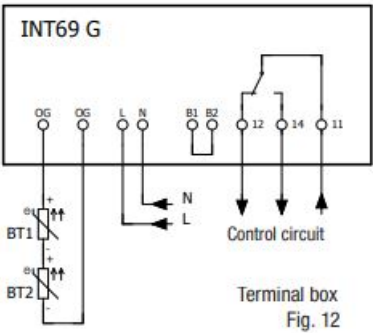 INT69 G
OG OG L N B1 B2 12 14 11
+
ϑ
BT1
-
+
ϑ
BT2
-
N
L
Control circuit
Terminal box
Fig. 12